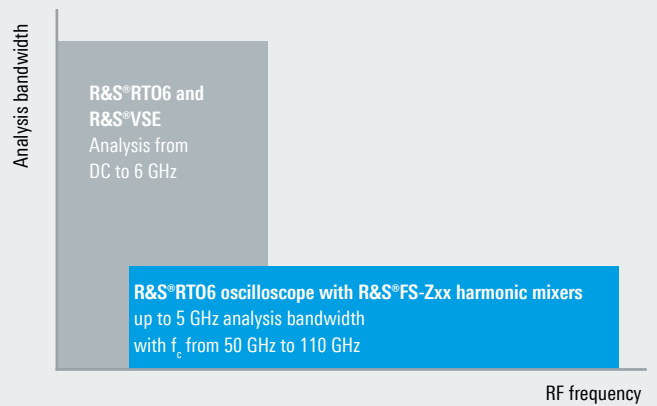 Analysis bandwidth
R&S®RTO6 and
R&S®VSE
Analysis from
DC to 6 GHz
R&S®RTO6 oscilloscope with R&S®FS-Zxx harmonic mixers
up to 5 GHz analysis bandwidth
with fc from 50 GHz to 110 GHz
RF frequency